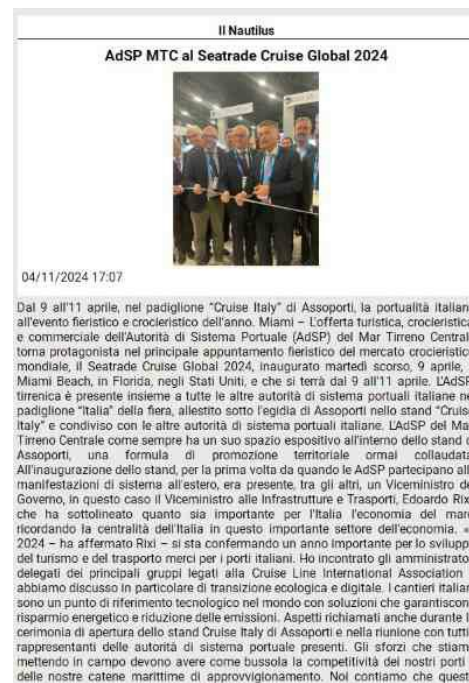 Il Nautilus
AdSP MTC al Seatrade Cruise Global 2024
04/11/2024 17:07
Dal 9 all'11 aprile, nel padiglione "Cruise Italy" di Assoporti, la portualità italian
all'evento fieristico e crocieristico dell'anno. Miami – L'offerta turistica, crocieristica
e commerciale dell'Autorità di Sistema Portuale (AdSP) del Mar Tirreno Central
torna protagonista nel principale appuntamento fieristico del mercato crocieristic
mondiale, il Seatrade Cruise Global 2024, inaugurato martedì scorso, 9 aprile,
Miami Beach, in Florida, negli Stati Uniti, e che si terrà dal 9 all'11 aprile. L'AdSP
tirrenica è presente insieme a tutte le altre autorità di sistema portuali italiane ne
padiglione "Italia" della fiera, allestito sotto l'egidia di Assoporti nello stand "Cruise
Italy" e condiviso con le altre autorità di sistema portuali italiane. L'AdSP del Ma
Tirreno Centrale come sempre ha un suo spazio espositivo all'interno dello stand d
Assoporti, una formula di promozione territoriale ormai collaudata
All'inaugurazione dello stand, per la prima volta da quando le AdSP partecipano all
manifestazioni di sistema all'estero, era presente, tra gli altri, un Viceministro de
Governo, in questo caso il Viceministro alle Infrastrutture e Trasporti, Edoardo Rix
che ha sottolineato quanto sia importante per l'Italia l'economia del mare
ricordando la centralità dell'Italia in questo importante settore dell'economia. «
2024 – ha affermato Rixi – si sta confermando un anno importante per lo svilupp
del turismo e del trasporto merci per i porti italiani. Ho incontrato gli amministrato
delegati dei principali gruppi legati alla Cruise Line International Association
abbiamo discusso in particolare di transizione ecologica e digitale. I cantieri italian
sono un punto di riferimento tecnologico nel mondo con soluzioni che garantiscon
risparmio energetico e riduzione delle emissioni. Aspetti richiamati anche durante l
cerimonia di apertura dello stand Cruise Italy di Assoporti e nella riunione con tutti
rappresentanti delle autorità di sistema portuale presenti. Gli sforzi che stiam
mettendo in campo devono avere come bussola la competitività dei nostri porti
delle nostre catene marittime di approvvigionamento. Noi contiamo che quest